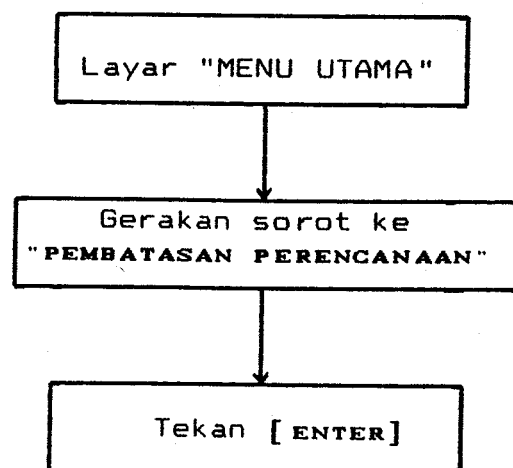 Layar "MENU UTAMA"
Gerakan sorot ke
"PEMBATASAN PERENCANAAN"
Tekan [ENTER]